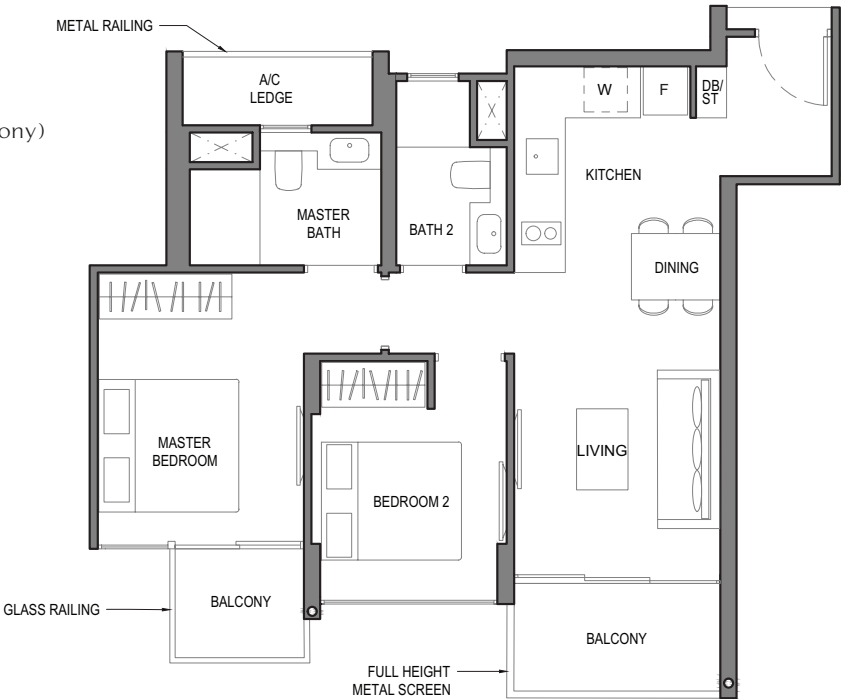 METAL RAILING
A/C
LEDGE
W
F
DB/
ST
ony)
KITCHEN
MASTER
BATH
BATH 2
DINING
MASTER
BEDROOM
LIVING
BEDROOM 2
GLASS RAILING
BALCONY
BALCONY
FULL HEIGHT
METAL SCREEN